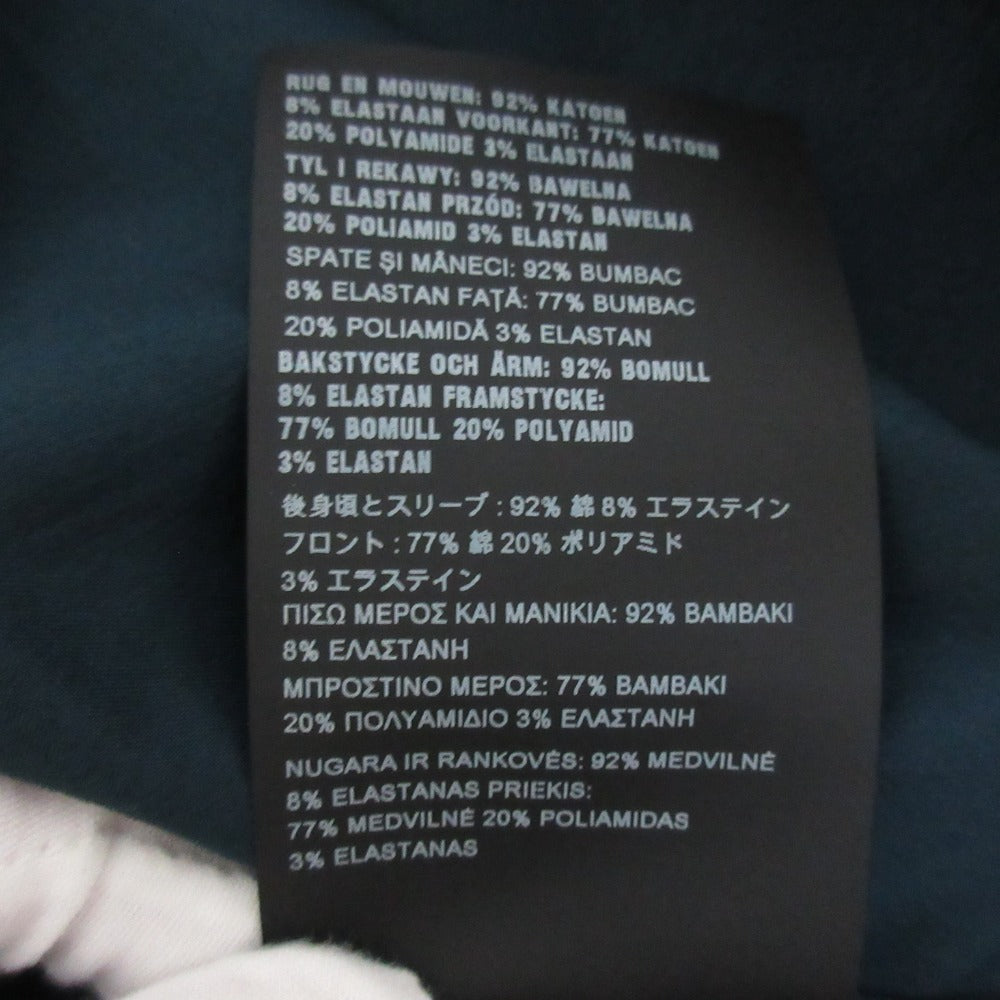 RUG EN MOUWEN: 92% KATOEN
8% ELASTAAN VOORKANT: 77% KATOEN
20% POLYAMIDE 3% ELASTAAN
TYL I REKAWY: 92% BAWELNA
8% ELASTAN PRZÓD: 77% BAWELNA
20% POLIAMID 3% ELASTAN
SPATE ȘI MÂNECI: 92% BUMBAC
8% ELASTAN FAȚĂ: 77% BUMBAC
20% POLIAMIDĂ 3% ELASTAN
BAKSTYCKE OCH ÄRM: 92% BOMULL
8% ELASTAN FRAMSTYCKE:
77% BOMULL 20% POLYAMID
3% ELASTAN
後身頃とスリーブ : 92% 綿 8% エラステイン
フロント : 77% 綿 20% ポリアミド
3% エラステイン
ΠΙΣΩ ΜΕΡΟΣ ΚΑΙ ΜΑΝΙΚΙΑ: 92% ΒΑΜΒΑΚΙ
8% ΕΛΑΣΤΑΝΗ
ΜΠΡΟΣΤΙΝΟ ΜΕΡΟΣ: 77% ΒΑΜΒΑΚΙ
20% ΠΟΛΥΑΜΙΔΙΟ 3% ΕΛΑΣΤΑΝΗ
NUGARA IR RANKOVĖS: 92% MEDVILNĖ
8% ELASTANAS PRIEKIS:
77% MEDVILNĖ 20% POLIAMIDAS
3% ELASTANAS